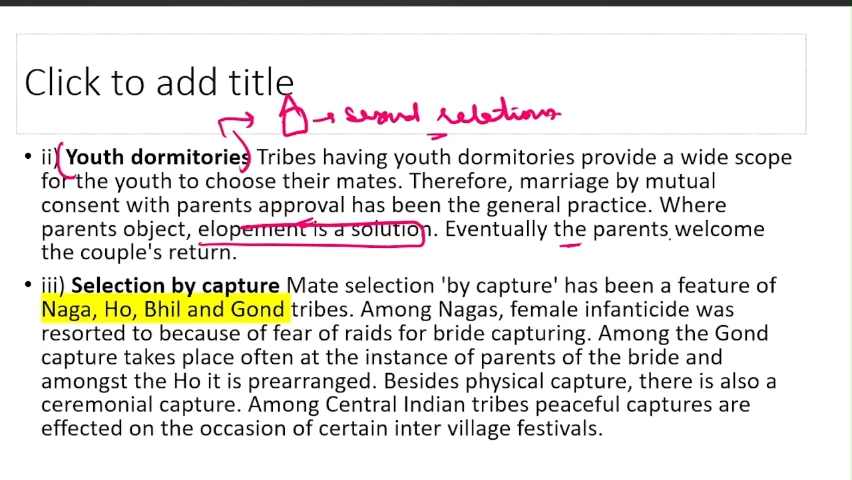 Click to add title
→ sexual relations
• ii) Youth dormitories Tribes having youth dormitories provide a wide scope
for the youth to choose their mates. Therefore, marriage by mutual
consent with parents approval has been the general practice. Where
parents object, elopement is a solution. Eventually the parents welcome
the couple's return.
• iii) Selection by capture Mate selection 'by capture' has been a feature of
Naga, Ho, Bhil and Gond tribes. Among Nagas, female infanticide was
resorted to because of fear of raids for bride capturing. Among the Gond
capture takes place often at the instance of parents of the bride and
amongst the Ho it is prearranged. Besides physical capture, there is also a
ceremonial capture. Among Central Indian tribes peaceful captures are
effected on the occasion of certain inter village festivals.